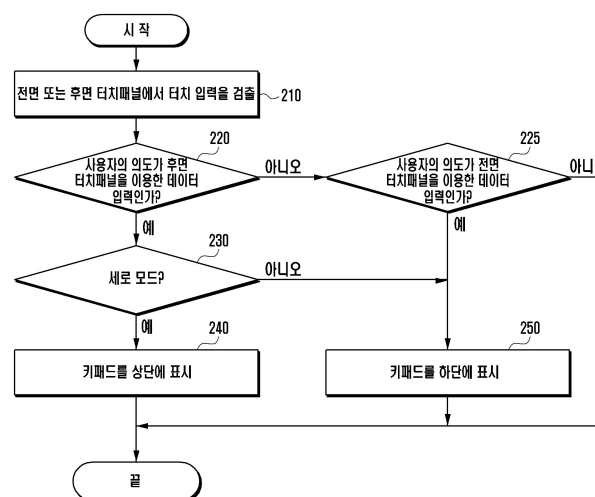 시 작
전면 또는 후면 터치패널에서 터치 입력을 검출
210
220
사용자의 의도가 후면
터치패널을 이용한 데이터
입력인가?
아니오
225
사용자의 의도가 전면
터치패널을 이용한 데이터
입력인가?
아니
예
예
230
세로 모드?
아니오
예
240
키패드를 상단에 표시
250
키패드를 하단에 표시
끝